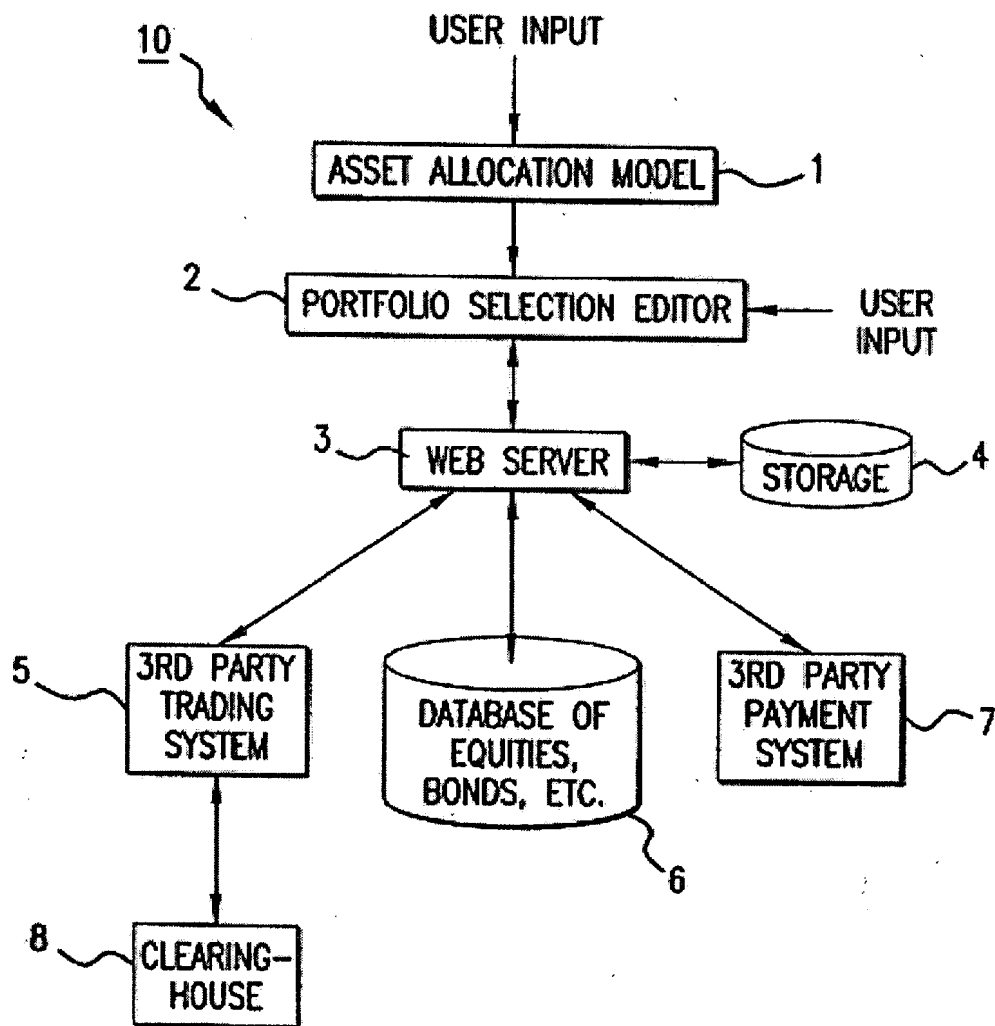 USER INPUT
10
ASSET ALLOCATION MODEL
1
2
PORTFOLIO SELECTION EDITOR
USER
INPUT
3
WEB SERVER
STORAGE
4
5
3RD PARTY
TRADING
SYSTEM
DATABASE OF
EQUITIES,
BONDS, ETC.
6
3RD PARTY
PAYMENT
SYSTEM
7
8
CLEARING-
HOUSE